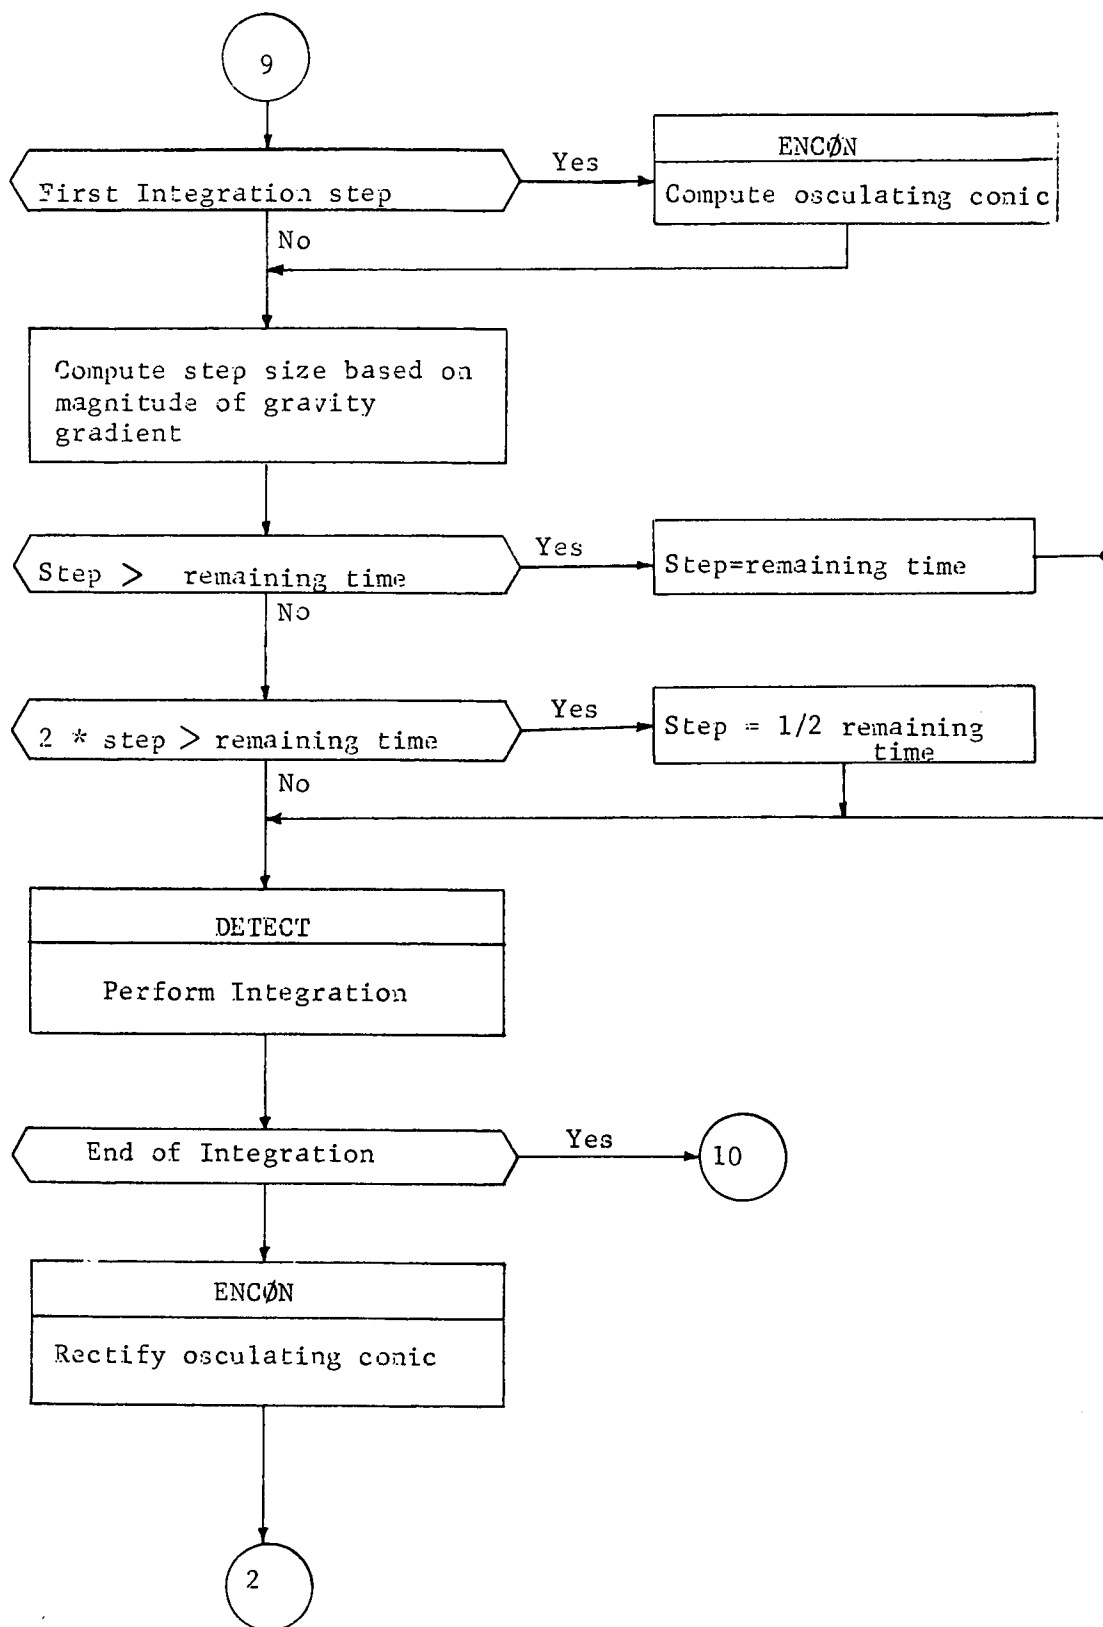 9
First Integration step
Yes
ENCØN
Compute osculating conic
No
Compute step size based on
magnitude of gravity
gradient
Step > remaining time
Yes
Step=remaining time
No
2 * step > remaining time
Yes
Step = 1/2 remaining
time
No
DETECT
Perform Integration
End of Integration
Yes
10
ENCØN
Rectify osculating conic
2